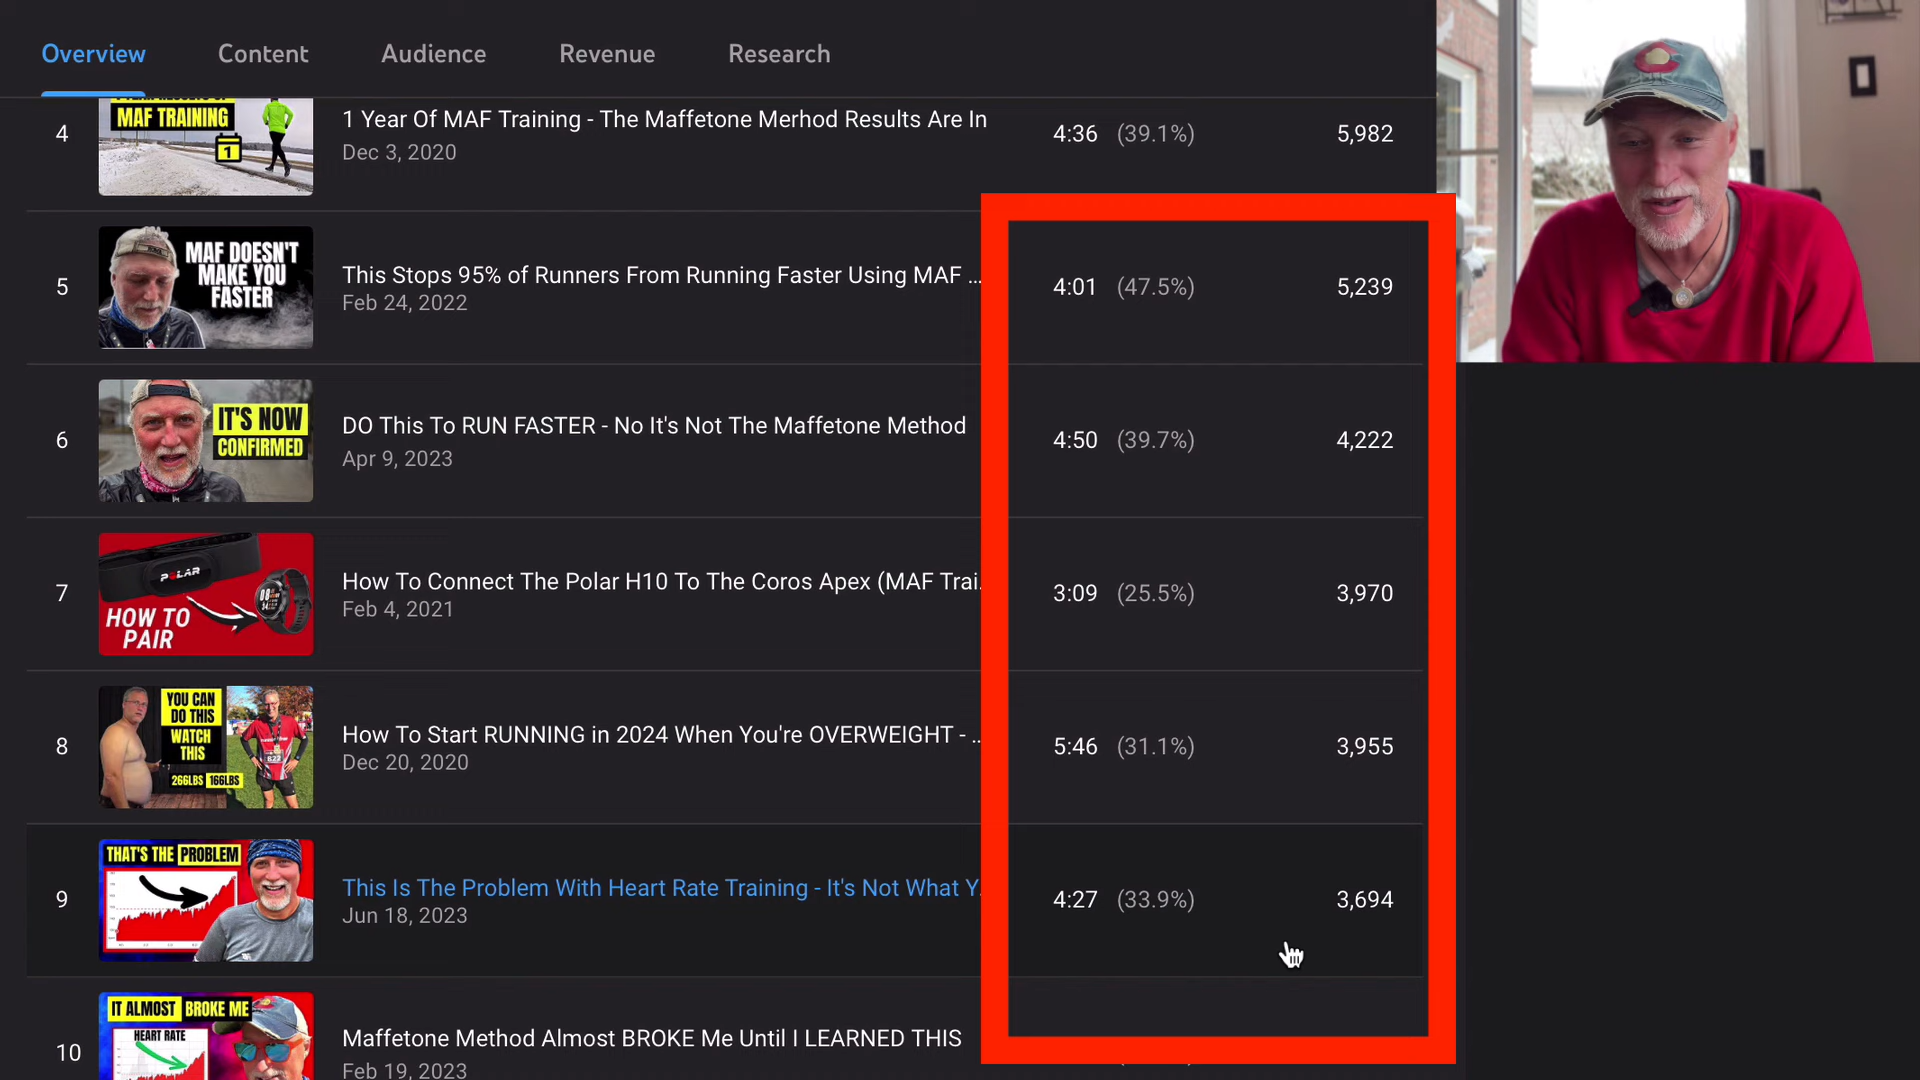 Overview Content Audience Revenue Research
4
MAF TRAINING
1
1 Year Of MAF Training - The Maffetone Merhod Results Are In
Dec 3, 2020
4:36 (39.1%) 5,982
5
MAF DOESN'T
MAKE YOU
FASTER
This Stops 95% of Runners From Running Faster Using MAF ...
Feb 24, 2022
4:01 (47.5%) 5,239
6
IT'S NOW
CONFIRMED
DO This To RUN FASTER - No It's Not The Maffetone Method
Apr 9, 2023
4:50 (39.7%) 4,222
7
POLAR
HOW TO
PAIR
How To Connect The Polar H10 To The Coros Apex (MAF Trai.
Feb 4, 2021
3:09 (25.5%) 3,970
8
YOU CAN
DO THIS
WATCH
THIS
266LBS 166LBS
How To Start RUNNING in 2024 When You're OVERWEIGHT - ..
Dec 20, 2020
5:46 (31.1%) 3,955
9
THAT'S THE PROBLEM
This Is The Problem With Heart Rate Training - It's Not What Y.
Jun 18, 2023
4:27 (33.9%) 3,694
10
IT ALMOST BROKE ME
HEART RATE
Maffetone Method Almost BROKE Me Until I LEARNED THIS
Feb 19, 2023